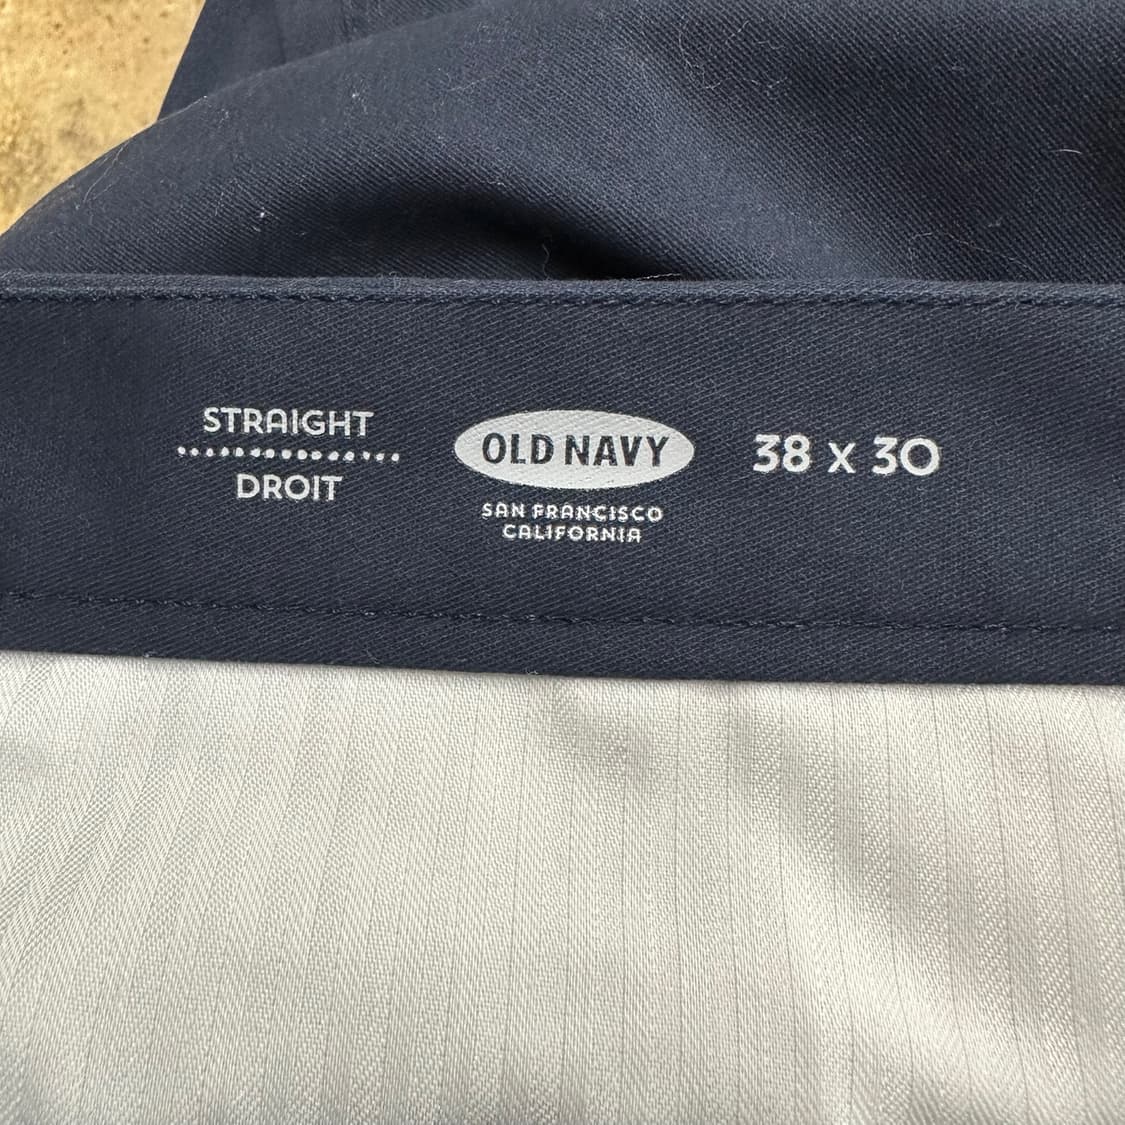 STRAIGHT
DROIT
OLD NAVY
SAN FRANCISCO
CALIFORNIA
38 x 30